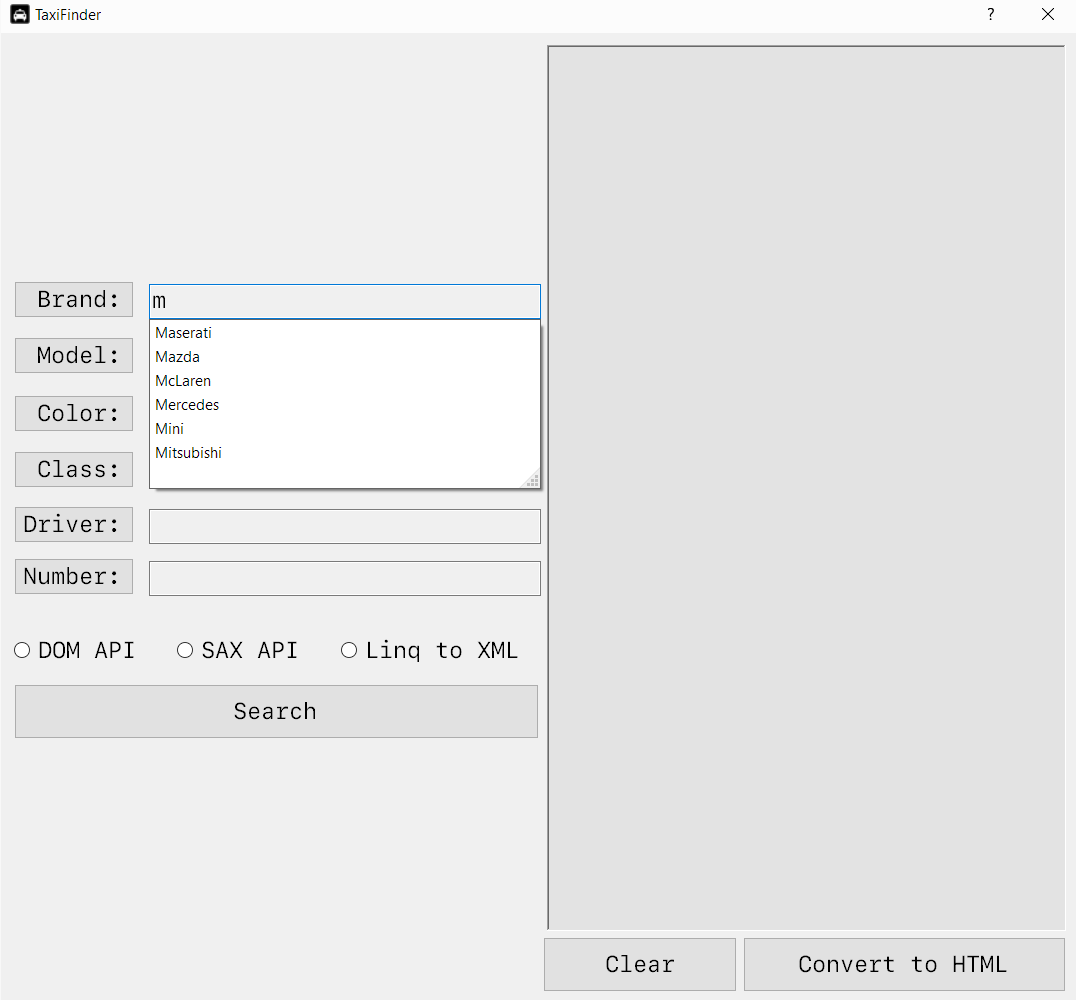 TaxiFinder ?
Brand: m
Maserati
Mazda
McLaren
Mercedes
Mini
Mitsubishi
Model:
Color:
Class:
Driver:
Number:
DOM API SAX API Linq to XML
Search
Clear Convert to HTML